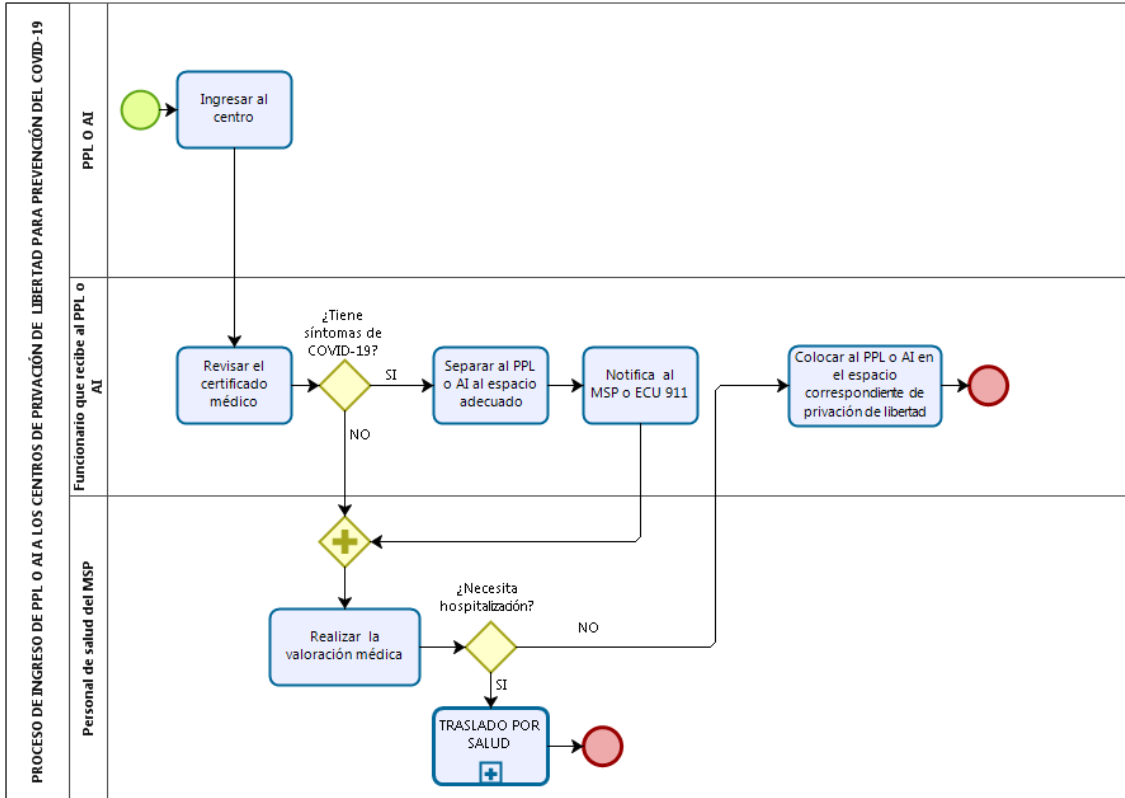 PROCESO DE INGRESO DE PPL O AI A LOS CENTROS DE PRIVACIÓN DE LIBERTAD PARA PREVENCIÓN DEL COVID-19
PPL O AI
Ingresar al
centro
Funcionario que recibe al PPL o
AI
Revisar el
certificado
médico
¿Tiene
síntomas de
COVID-19?
SI
NO
Separar al PPL
o AI al espacio
adecuado
Notifica al
MSP o ECU 911
Colocar al PPL o AI en
el espacio
correspondiente de
privación de libertad
Personal de salud del MSP
Realizar la
valoración médica
¿Necesita
hospitalización?
NO
SI
TRASLADO POR
SALUD